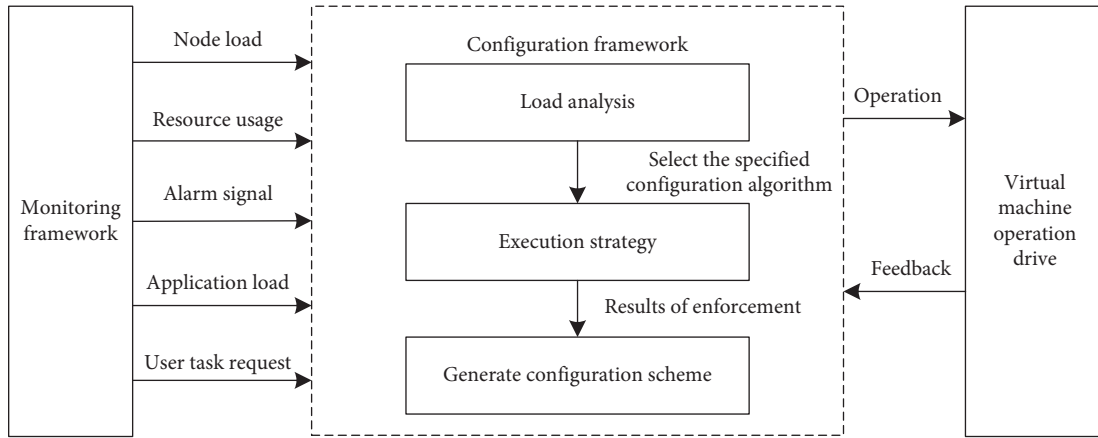 Monitoring
framework
Node load
Resource usage
Alarm signal
Application load
User task request
Configuration framework
Load analysis
Select the specified
configuration algorithm
Execution strategy
Results of enforcement
Generate configuration scheme
Operation
Feedback
Virtual
machine
operation
drive